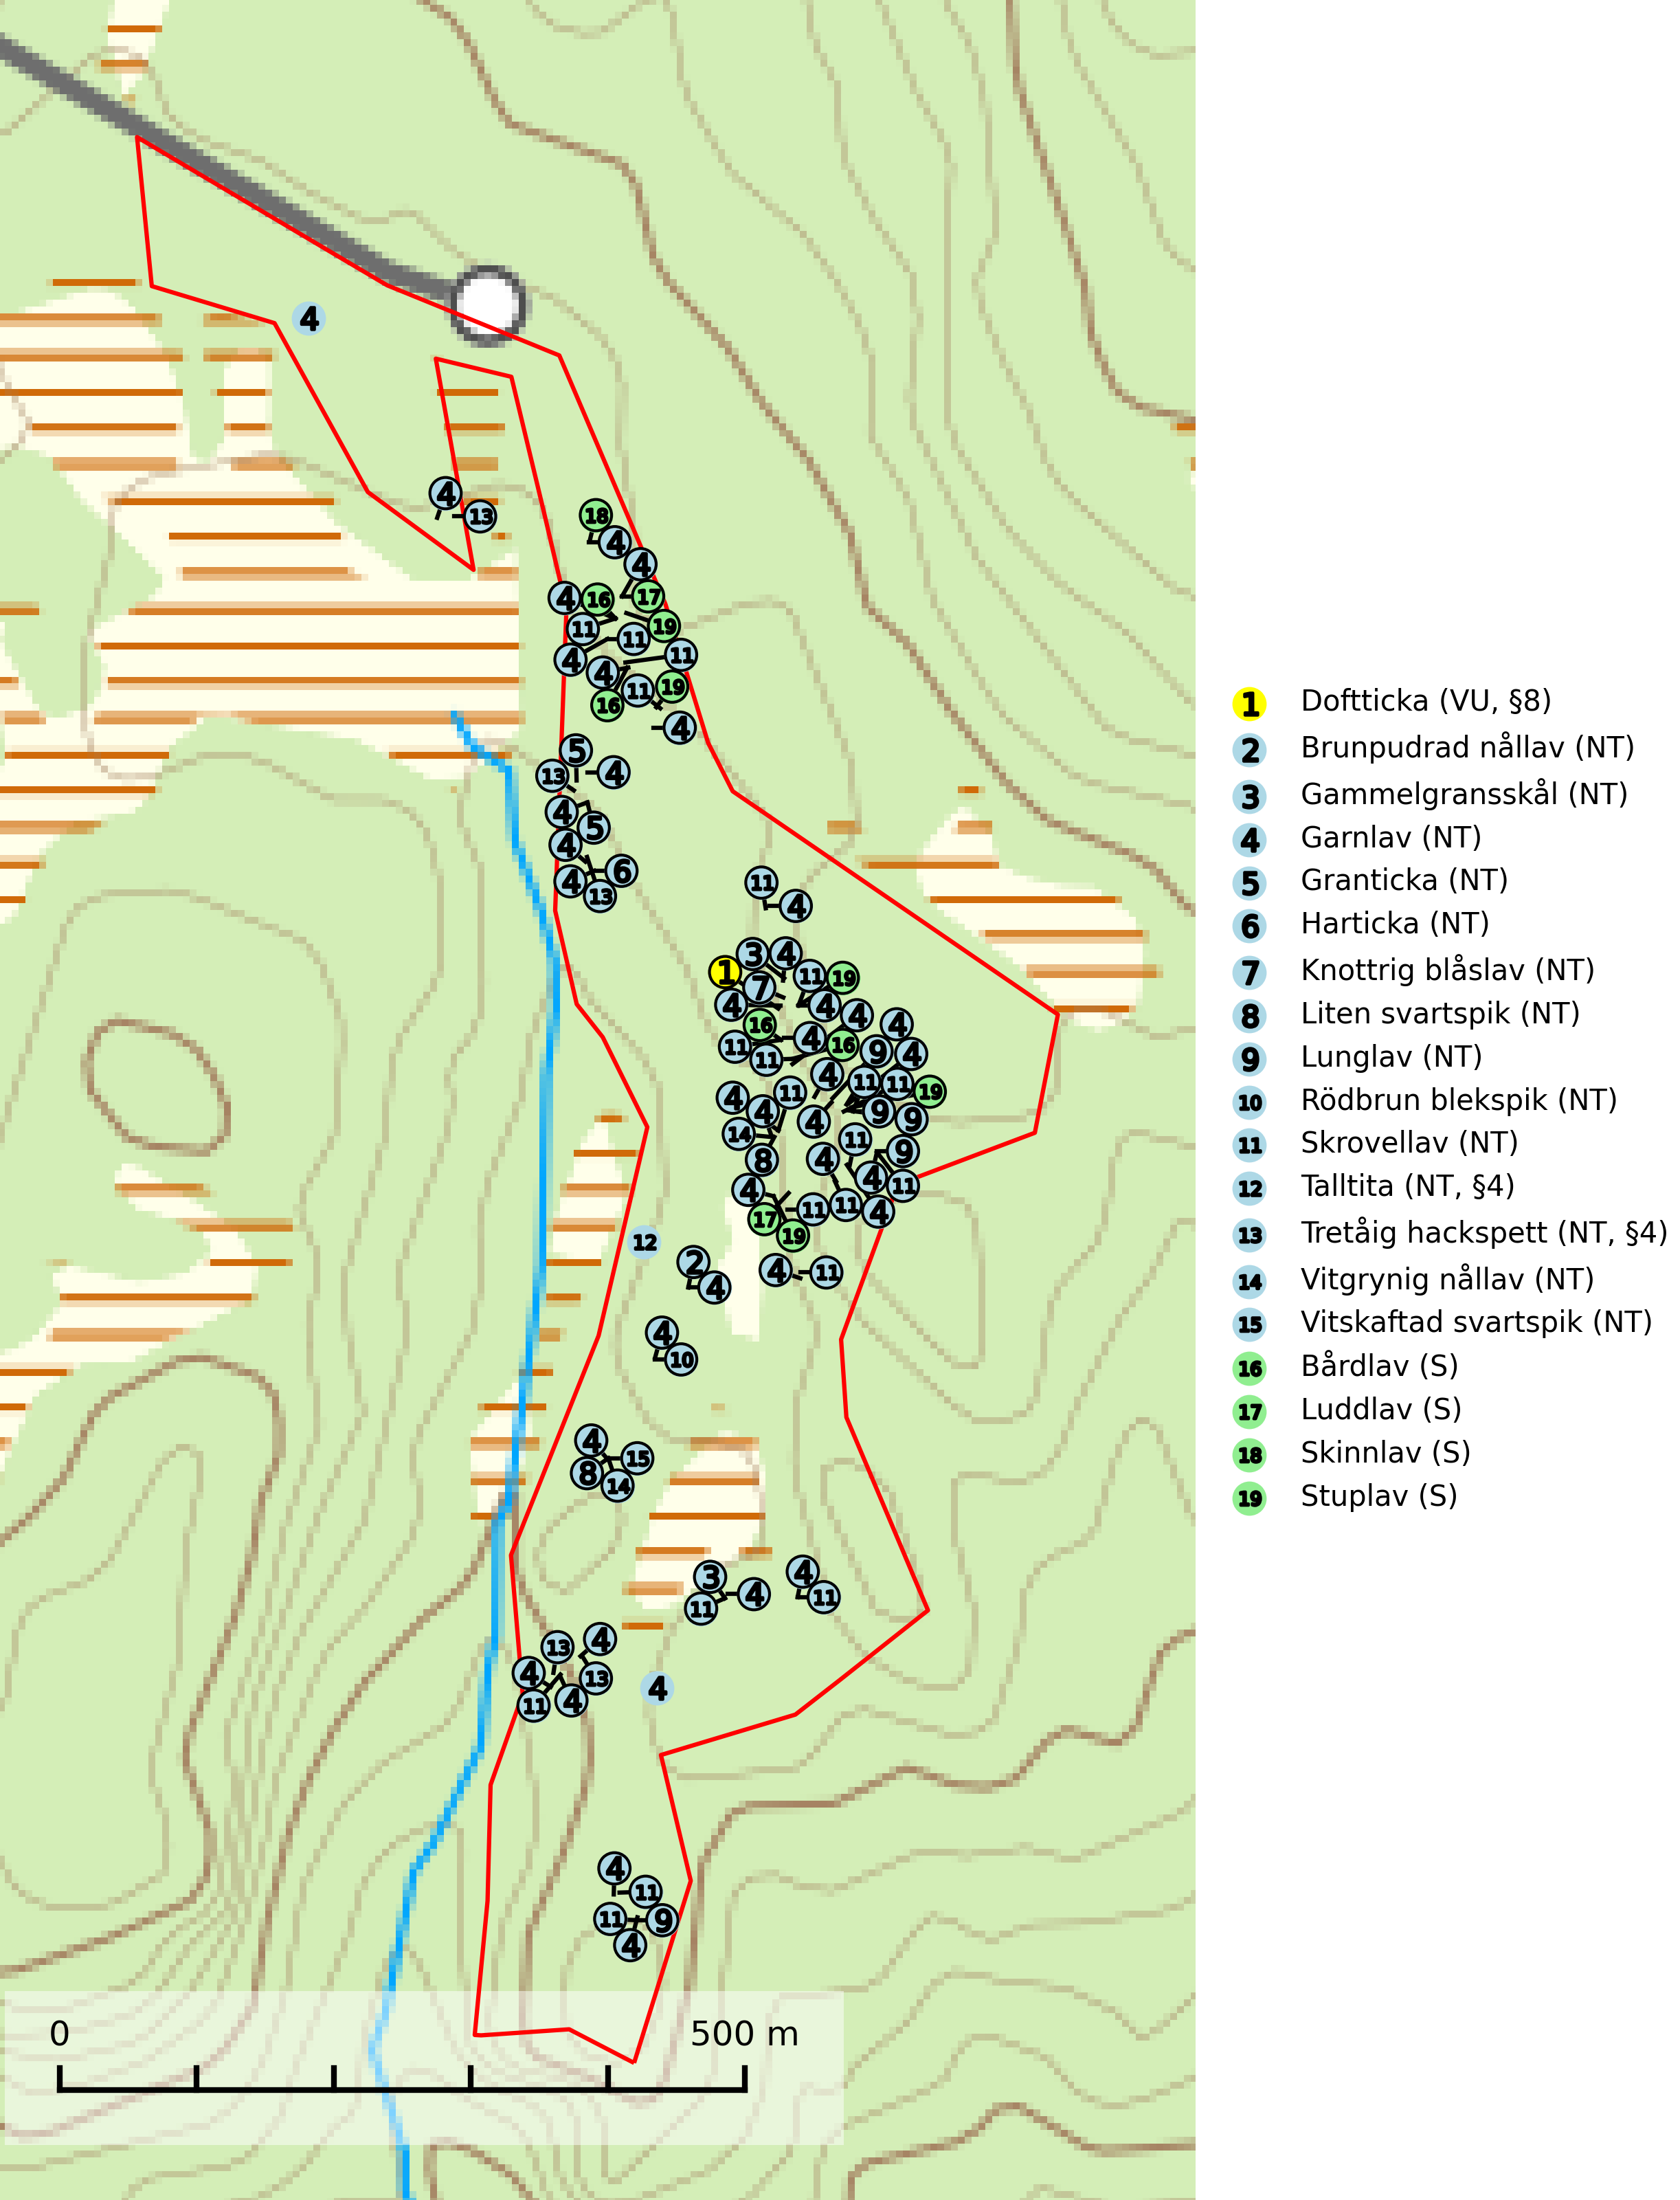 4
4
13
18
4
4
4 16 17
11 19
11
4 11
4
11 19
16
4
5
13 4
4
5
4
6
4
13
11
4
3 4
1 11 19
7
4 4
4
16 4
4
11 16 9 4
11
4
11 11 19
4 11
4 9
4 9
14 11
8 4 9
4 11
4
11 11 4
17
19
12
2 4 11
4
4
10
4
15
8
14
3 4
4 11
11
13 4
4 13
4
11 4
4
11
11 9
4
0 500 m
1 Doftticka (VU, §8)
2 Brunpudrad nållav (NT)
3 Gammelgransskål (NT)
4 Garnlav (NT)
5 Granticka (NT)
6 Harticka (NT)
7 Knottrig blåslav (NT)
8 Liten svartspik (NT)
9 Lunglav (NT)
10 Rödbrun blekspik (NT)
11 Skrovellav (NT)
12 Talltita (NT, §4)
13 Tretåig hackspett (NT, §4)
14 Vitgrynig nållav (NT)
15 Vitskaftad svartspik (NT)
16 Bårdlav (S)
17 Luddlav (S)
18 Skinnlav (S)
19 Stuplav (S)